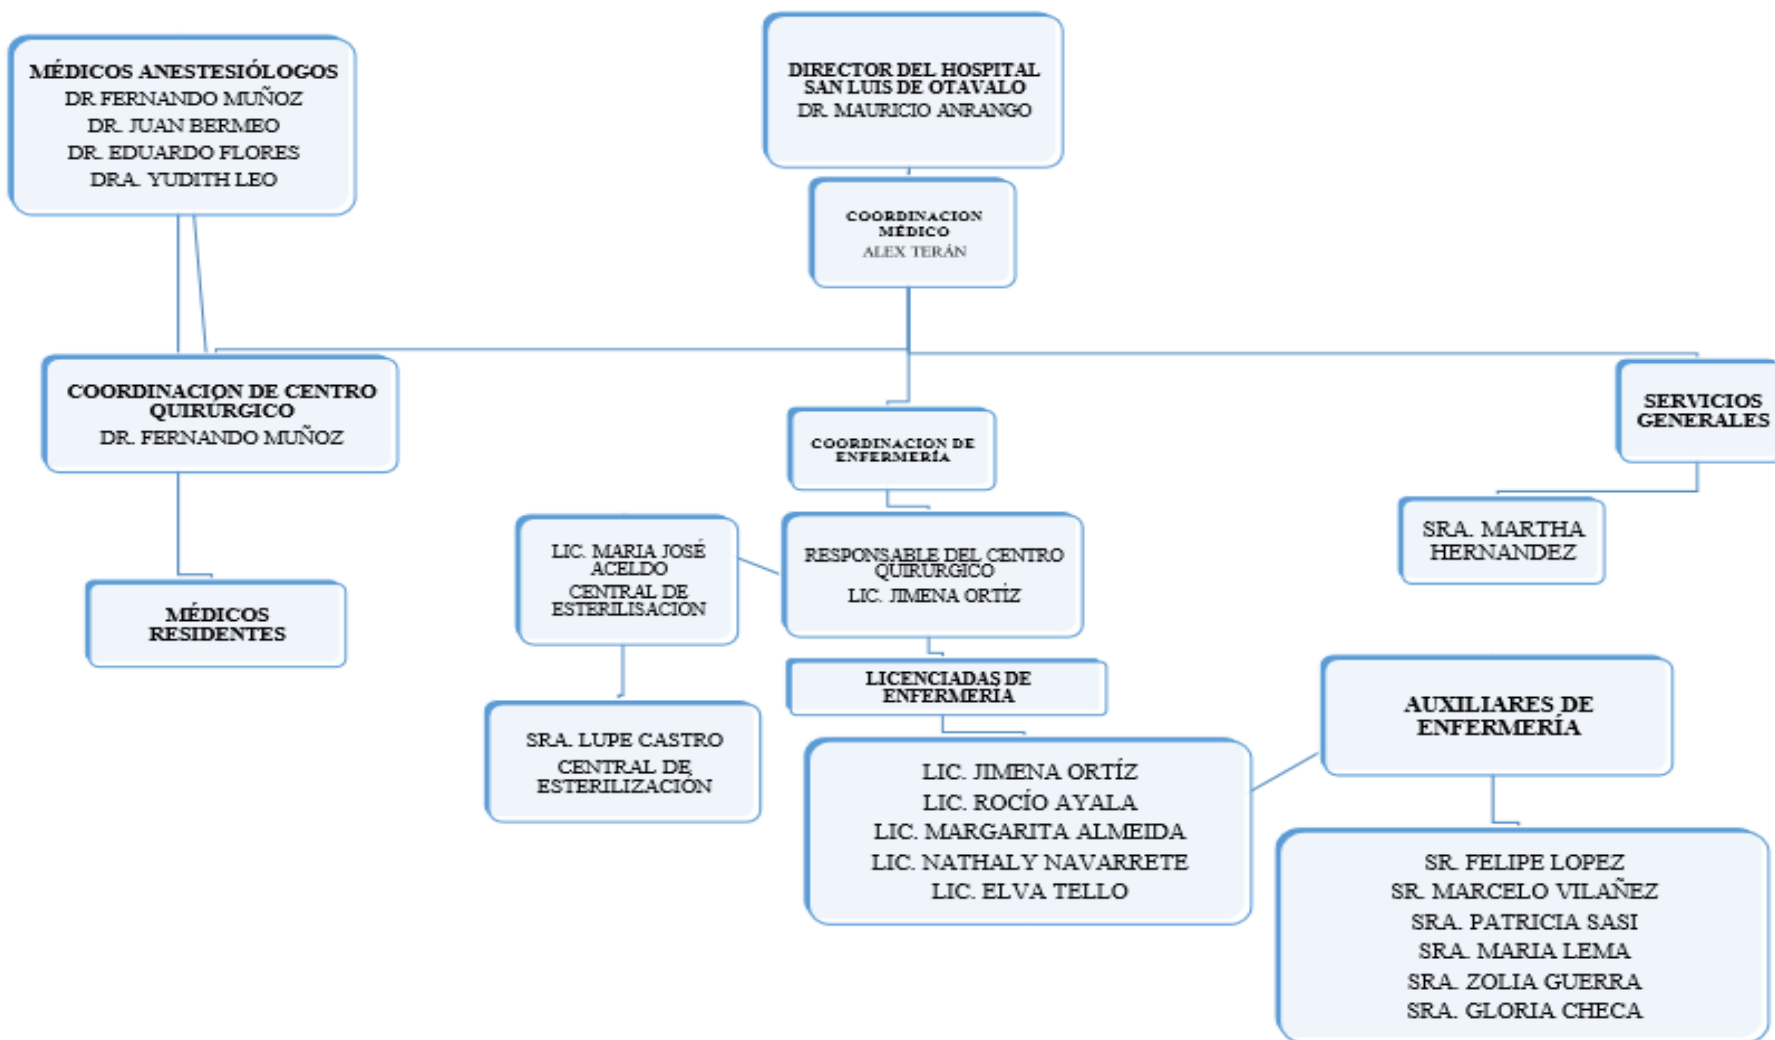 MÉDICOS ANESTESIÓLOGOS
DR FERNANDO MUÑOZ
DR. JUAN BERMEO
DR. EDUARDO FLORES
DRA. YUDITH LEO
DIRECTOR DEL HOSPITAL
SAN LUIS DE OTAVALO
DR. MAURICIO ANRANGO
COORDINACION
MÉDICO
ALEX TERÁN
COORDINACION DE CENTRO
QUIRÚRGICO
DR. FERNANDO MUÑOZ
COORDINACION DE
ENFERMERÍA
SERVICIOS
GENERALES
SRA. MARTHA
HERNANDEZ
LIC. MARIA JOSÉ
ACELDO
CENTRAL DE
ESTERILISACIÓN
RESPONSABLE DEL CENTRO
QUIRÚRGICO
LIC. JIMENA ORTÍZ
MÉDICOS
RESIDENTES
LICENCIADAS DE
ENFERMERÍA
SRA. LUPE CASTRO
CENTRAL DE
ESTERILIZACIÓN
AUXILIARES DE
ENFERMERÍA
LIC. JIMENA ORTÍZ
LIC. ROCÍO AYALA
LIC. MARGARITA ALMEIDA
LIC. NATHALY NAVARRETE
LIC. ELVA TELLO
SR. FELIPE LOPEZ
SR. MARCELO VILAÑEZ
SRA. PATRICIA SASI
SRA. MARIA LEMA
SRA. ZOLIA GUERRA
SRA. GLORIA CHECA